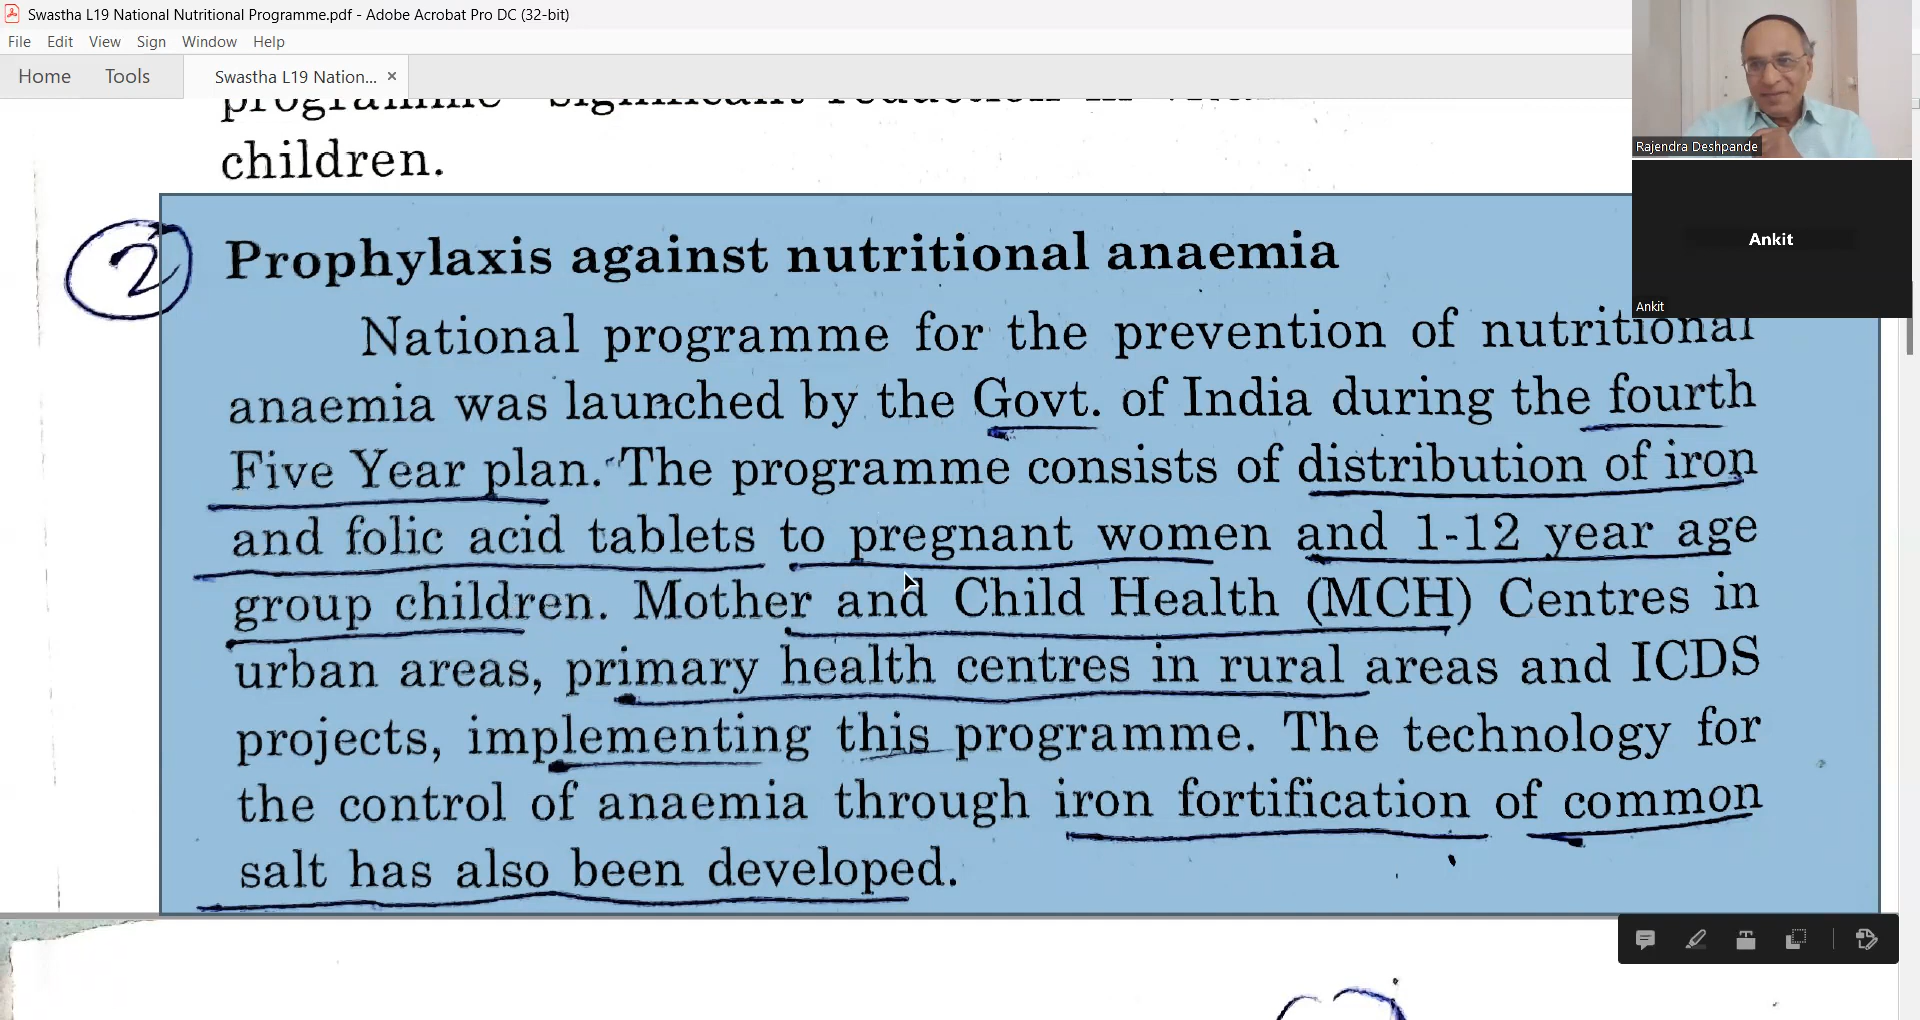 Swastha L19 National Nutritional Programme.pdf - Adobe Acrobat Pro DC (32-bit)
File Edit View Sign Window Help
Home Tools Swastha L19 Nation... ×
children.
2
Prophylaxis against nutritional anaemia
National programme for the prevention of nutritional
anaemia was launched by the Govt. of India during the fourth
Five Year plan. The programme consists of distribution of iron
and folic acid tablets to pregnant women and 1-12 year age
group children. Mother and Child Health (MCH) Centres in
urban areas, primary health centres in rural areas and ICDS
projects, implementing this programme. The technology for
the control of anaemia through iron fortification of common
salt has also been developed.
Rajendra Deshpande
Ankit
Ankit